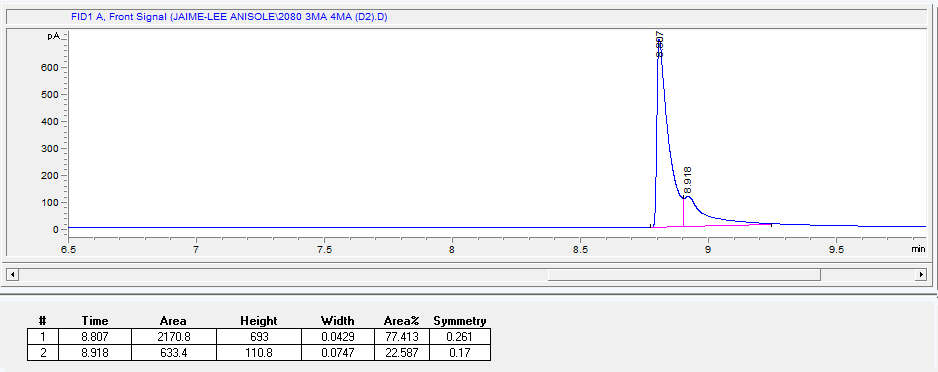 FID1 A, Front Signal (JAIME-LEE ANISOLE\2080 3MA 4MA (D2).D)
pA
600
500
400
300
200
100
0
8.807
8.918
6.5 7 7.5 8 8.5 9 9.5 min
# Time Area Height Width Area% Symmetry
1 8.807 2170.8 693 0.0429 77.413 0.261
2 8.918 633.4 110.8 0.0747 22.587 0.17